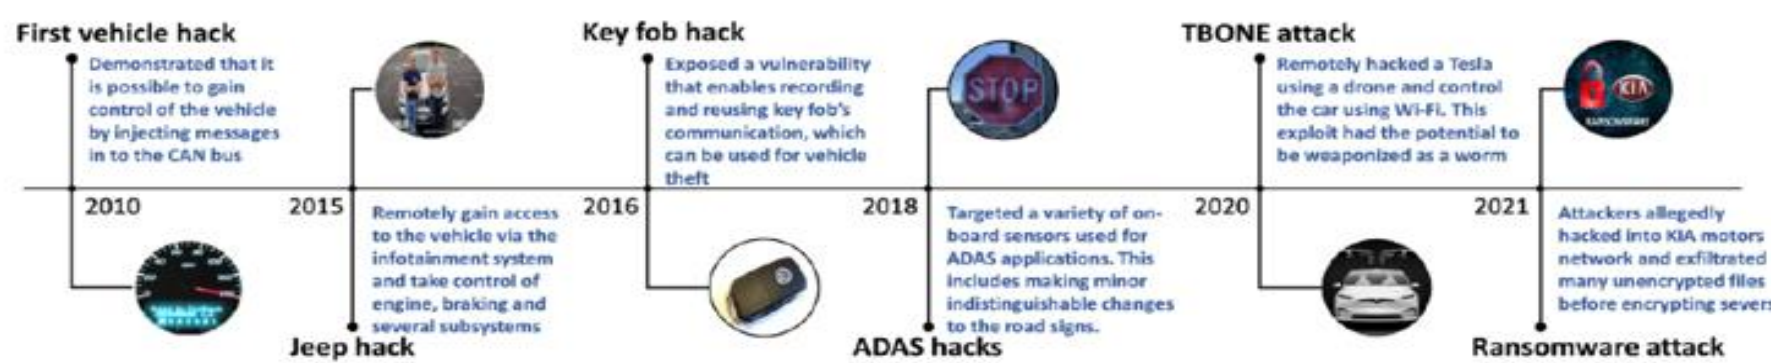 First vehicle hack
Demonstrated that it
is possible to gain
control of the vehicle
by injecting messages
in to the CAN bus
2010
2015
Remotely gain access
to the vehicle via the
infotainment system
and take control of
engine, braking and
several subsystems
Jeep hack
Key fob hack
Exposed a vulnerability
that enables recording
and reusing key fob's
communication, which
can be used for vehicle
theft
2016
STOP
2018
Targeted a variety of on-
board sensors used for
ADAS applications. This
includes making minor
indistinguishable changes
to the road signs.
ADAS hacks
TBONE attack
Remotely hacked a Tesla
using a drone and control
the car using Wi-Fi. This
exploit had the potential to
be weaponized as a worm
2020
KIA
RANSOMWARE
2021
Attackers allegedly
hacked into KIA motors
network and exfiltrated
many unencrypted files
before encrypting sever
Ransomware attack